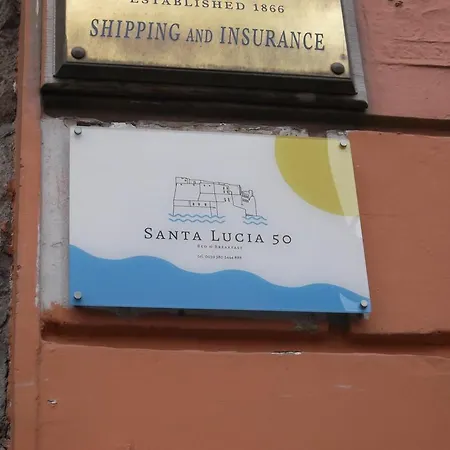 ESTABLISHED 1866
SHIPPING AND INSURANCE
SANTA LUCIA 50
BED & BREAKFAST